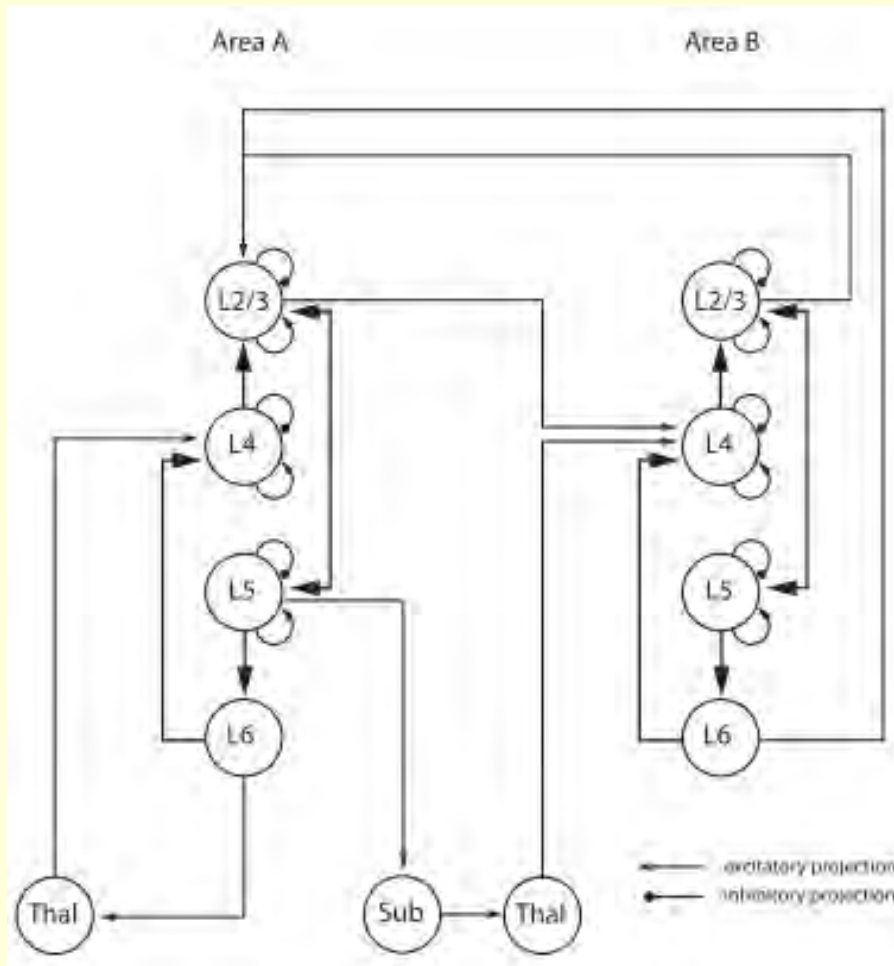 Area A
Area B
L2/3
L2/3
L4
L4
L5
L5
L6
L6
Thal
Sub
Thal
excitatory projection
inhibitory projection